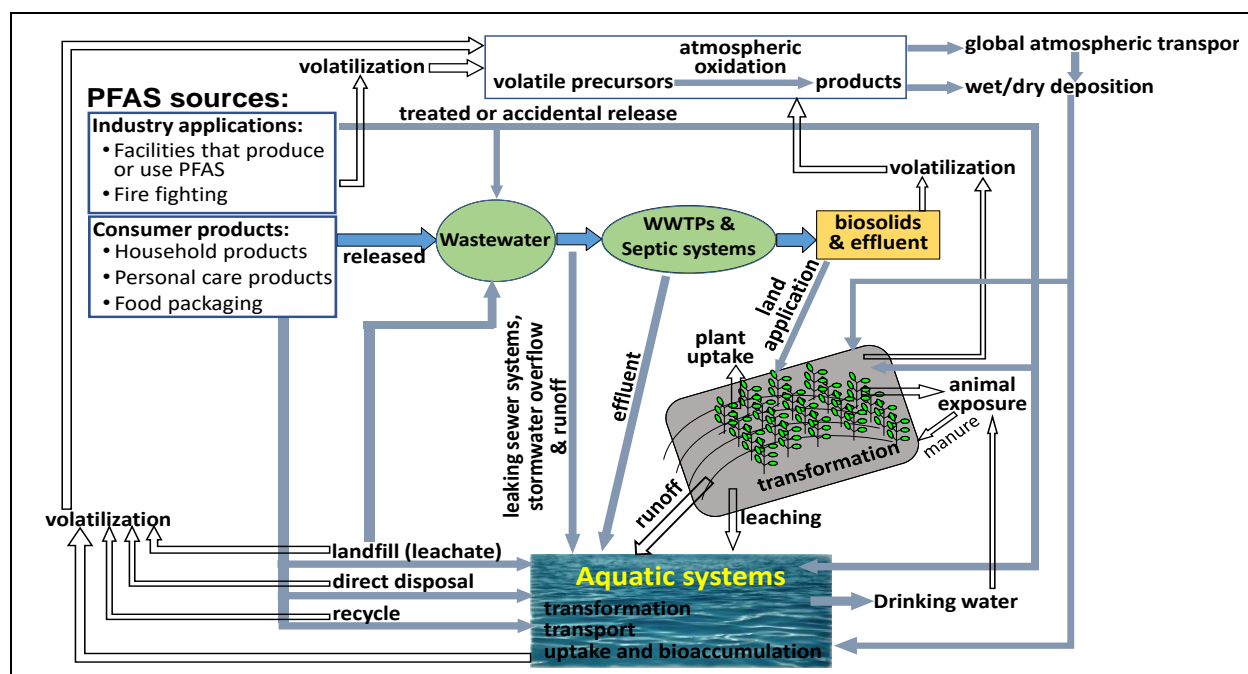 global atmospheric transpor
atmospheric
oxidation
volatilization
volatile precursors
products
wet/dry deposition
PFAS sources:
treated or accidental release
Industry applications:
• Facilities that produce
or use PFAS
• Fire fighting
volatilization
Consumer products:
• Household products
• Personal care products
• Food packaging
released
Wastewater
WWTPs &
Septic systems
biosolids
& effluent
land
application
leaking sewer systems,
stormwater overflow
& runoff
effluent
plant
uptake
animal
exposure
manure
transformation
runoff
leaching
volatilization
landfill (leachate)
direct disposal
recycle
Aquatic systems
transformation
transport
uptake and bioaccumulation
Drinking water